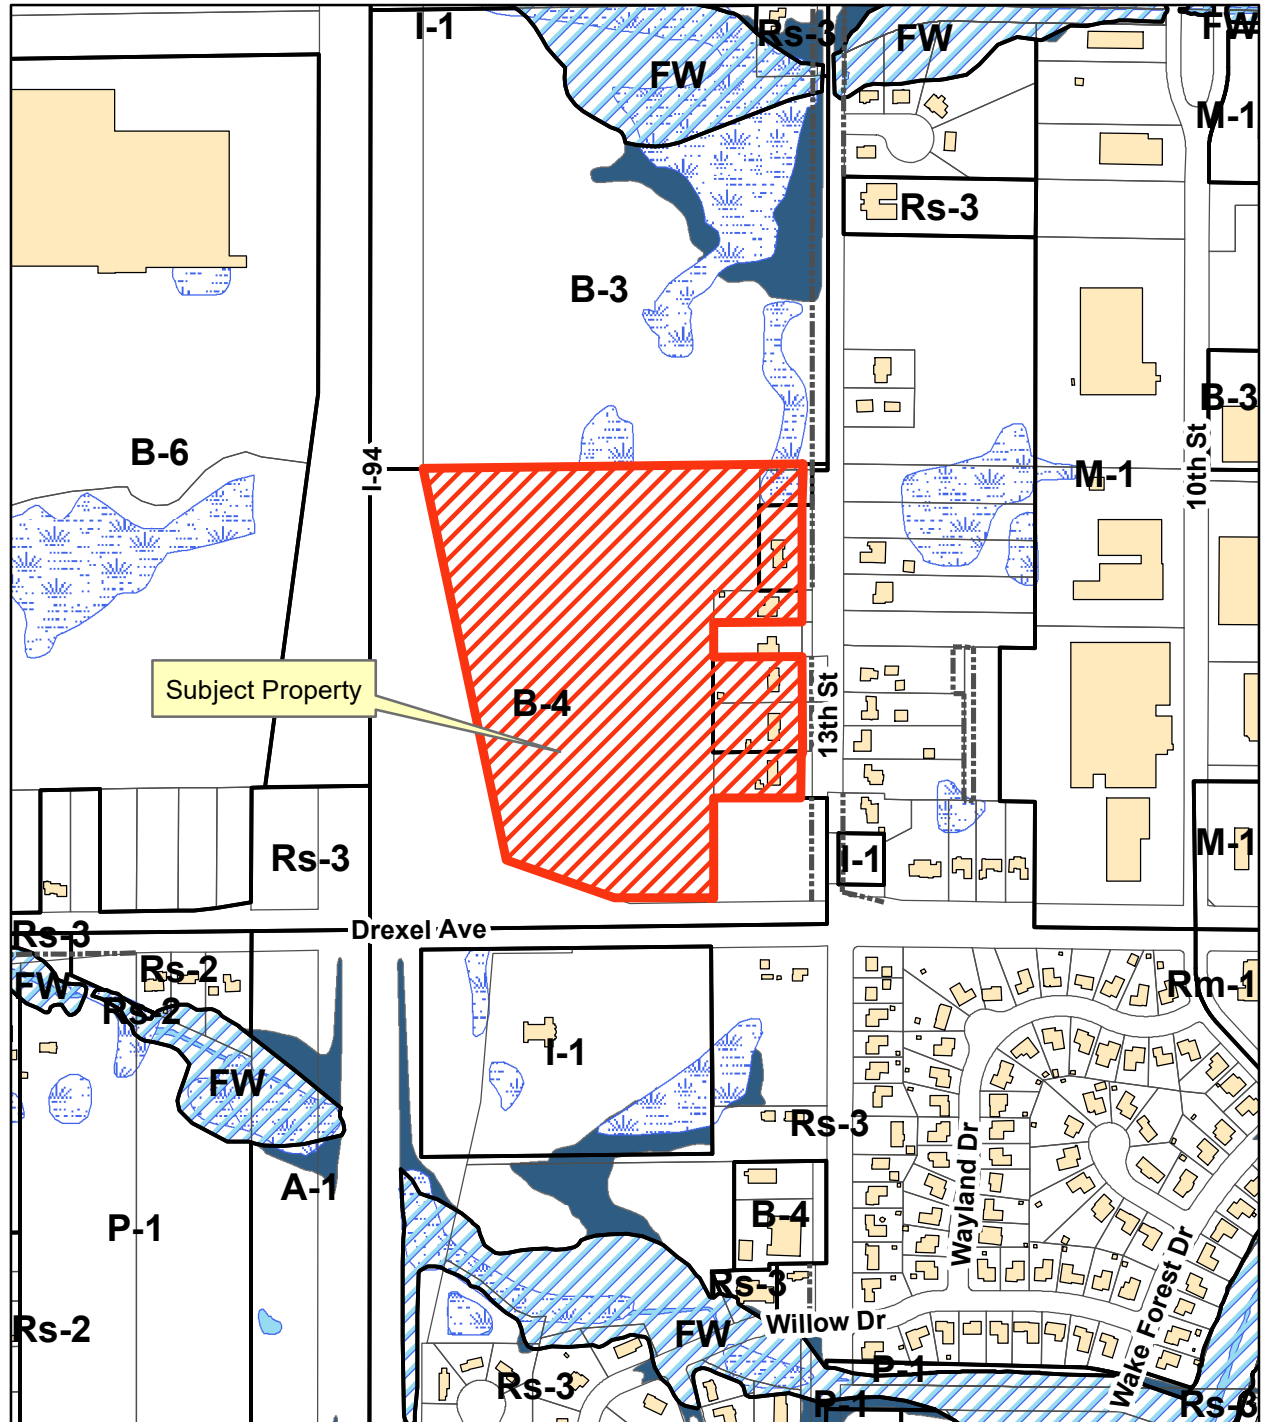 I-1
Rs-3
FW
FW
FW
M-1
Rs-3
B-3
B-3
B-6
I-94
10th St
M-1
Subject Property
B-4
13th St
Rs-3
I-1
M-1
Drexel Ave
Rs-3
Rs-2
FW
Rs-2
Rm-1
I-1
FW
Rs-3
A-1
Wayland Dr
P-1
B-4
Rs-3
Wake Forest Dr
Rs-2
Willow Dr
FW
P-1
Rs-3
P-1
Rs-3